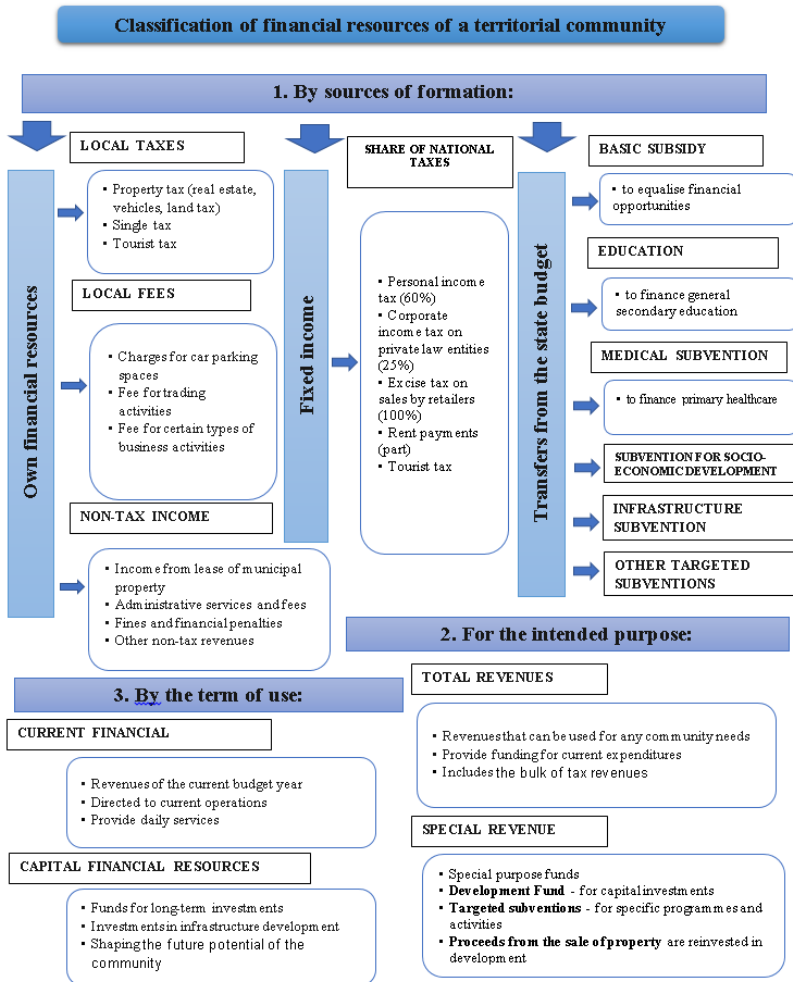 Classification of financial resources of a territorial community
1. By sources of formation:
Own financial resources
LOCAL TAXES
▪ Property tax (real estate,
vehicles, land tax)
▪ Single tax
▪ Tourist tax
LOCAL FEES
▪ Charges for car parking
spaces
▪ Fee for trading
activities
▪ Fee for certain types of
business activities
NON-TAX INCOME
▪ Income from lease of municipal
property
▪ Administrative services and fees
▪ Fines and financial penalties
▪ Other non-tax revenues
Fixed income
SHARE OF NATIONAL
TAXES
▪ Personal income
tax (60%)
▪ Corporate
income tax on
private law entities
(25%)
▪ Excise tax on
sales by retailers
(100%)
▪ Rent payments
(part)
▪ Tourist tax
Transfers from the state budget
BASIC SUBSIDY
▪ to equalise financial
opportunities
EDUCATION
▪ to finance general
secondary education
MEDICAL SUBVENTION
▪ to finance primary healthcare
SUBVENTION FOR SOCIO-
ECONOMIC DEVELOPMENT
INFRASTRUCTURE
SUBVENTION
OTHER TARGETED
SUBVENTIONS
2. For the intended purpose:
TOTAL REVENUES
▪ Revenues that can be used for any community needs
▪ Provide funding for current expenditures
▪ Includes the bulk of tax revenues
SPECIAL REVENUE
▪ Special purpose funds
▪ Development Fund - for capital investments
▪ Targeted subventions - for specific programmes and
activities
▪ Proceeds from the sale of property are reinvested in
development
3. By the term of use:
CURRENT FINANCIAL
▪ Revenues of the current budget year
▪ Directed to current operations
▪ Provide daily services
CAPITAL FINANCIAL RESOURCES
▪ Funds for long-term investments
▪ Investments in infrastructure development
▪ Shaping the future potential of the
community